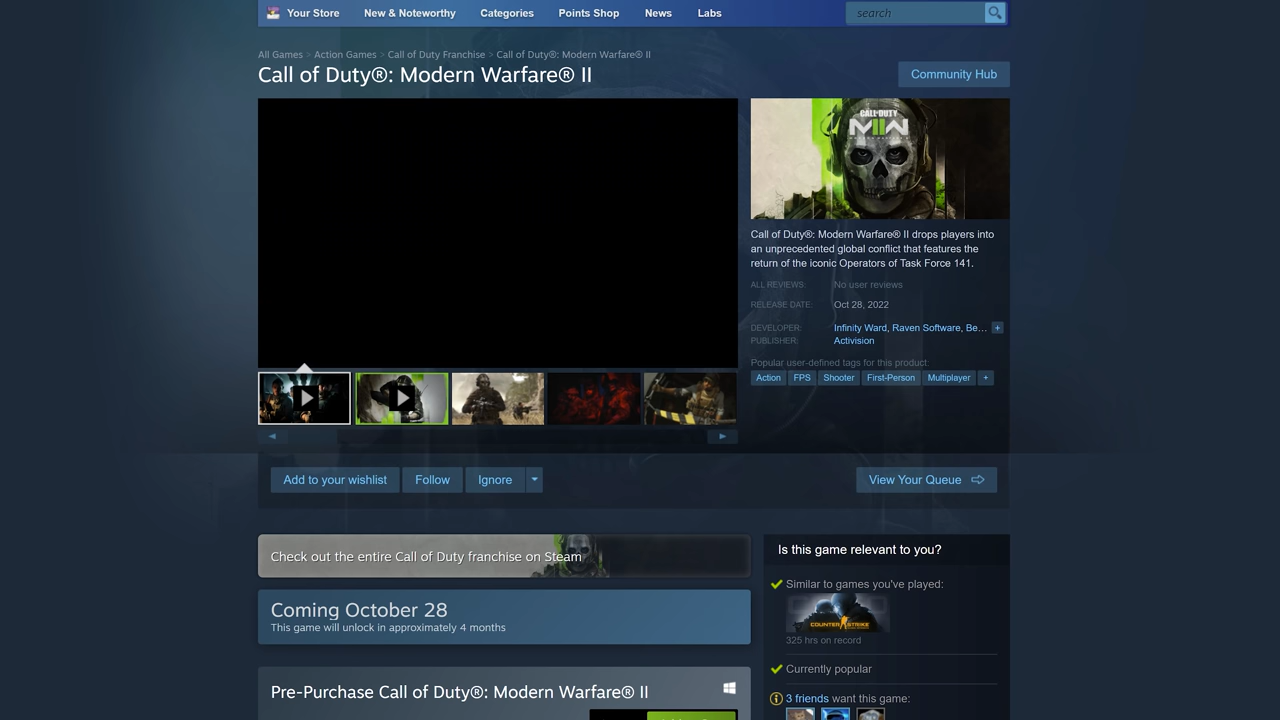 Your Store
New & Noteworthy
Categories
Points Shop
News
Labs
search
All Games > Action Games > Call of Duty Franchise > Call of Duty®: Modern Warfare® II
Call of Duty®: Modern Warfare® II
Community Hub
CALL OF DUTY
MWII
Call of Duty®: Modern Warfare® II drops players into
an unprecedented global conflict that features the
return of the iconic Operators of Task Force 141.
ALL REVIEWS: No user reviews
RELEASE DATE: Oct 28, 2022
DEVELOPER: Infinity Ward, Raven Software, Be... +
PUBLISHER: Activision
Popular user-defined tags for this product:
Action FPS Shooter First-Person Multiplayer +
Add to your wishlist
Follow
Ignore
View Your Queue
Check out the entire Call of Duty franchise on Steam
Is this game relevant to you?
Coming October 28
This game will unlock in approximately 4 months
Similar to games you've played:
COUNTER STRIKE
325 hrs on record
Currently popular
Pre-Purchase Call of Duty®: Modern Warfare® II
3 friends want this game: